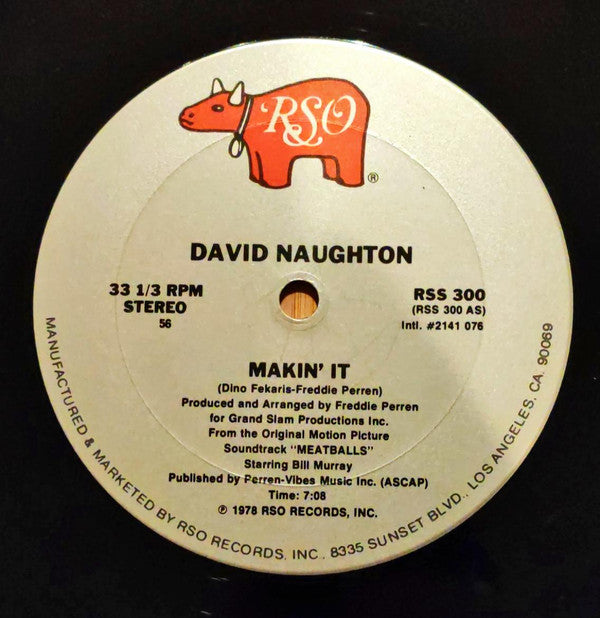 RSO
®
DAVID NAUGHTON
33 1/3 RPM
STEREO
56
RSS 300
(RSS 300 AS)
Intl. #2141 076
MAKIN' IT
(Dino Fekaris-Freddie Perren)
Produced and Arranged by Freddie Perren
for Grand Slam Productions Inc.
From the Original Motion Picture
Soundtrack "MEATBALLS"
Starring Bill Murray
Published by Perren-Vibes Music Inc. (ASCAP)
Time: 7:08
℗ 1978 RSO RECORDS, INC.
MANUFACTURED & MARKETED BY RSO RECORDS, INC., 8335 SUNSET BLVD., LOS ANGELES, CA. 90069